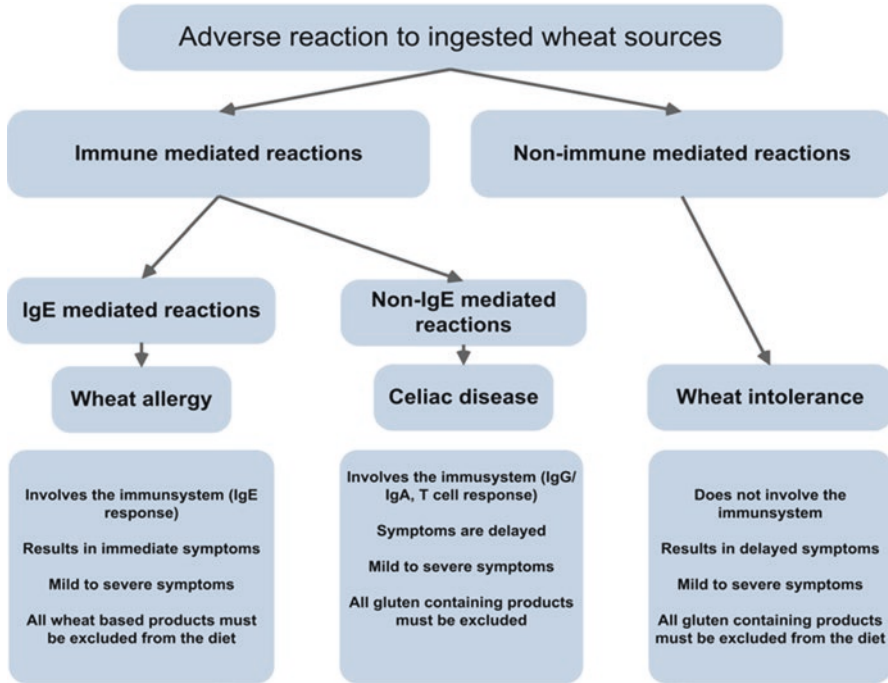 Adverse reaction to ingested wheat sources
Immune mediated reactions
Non-immune mediated reactions
IgE mediated reactions
Non-IgE mediated
reactions
Wheat allergy
Celiac disease
Wheat intolerance
Involves the immunsystem (IgE
response)
Results in immediate symptoms
Mild to severe symptoms
All wheat based products must
be excluded from the diet
Involves the immusystem (IgG/
IgA, T cell response)
Symptoms are delayed
Mild to severe symptoms
All gluten containing products
must be excluded
Does not involve the
immunsystem
Results in delayed symptoms
Mild to severe symptoms
All gluten containing products
must be excluded from the diet